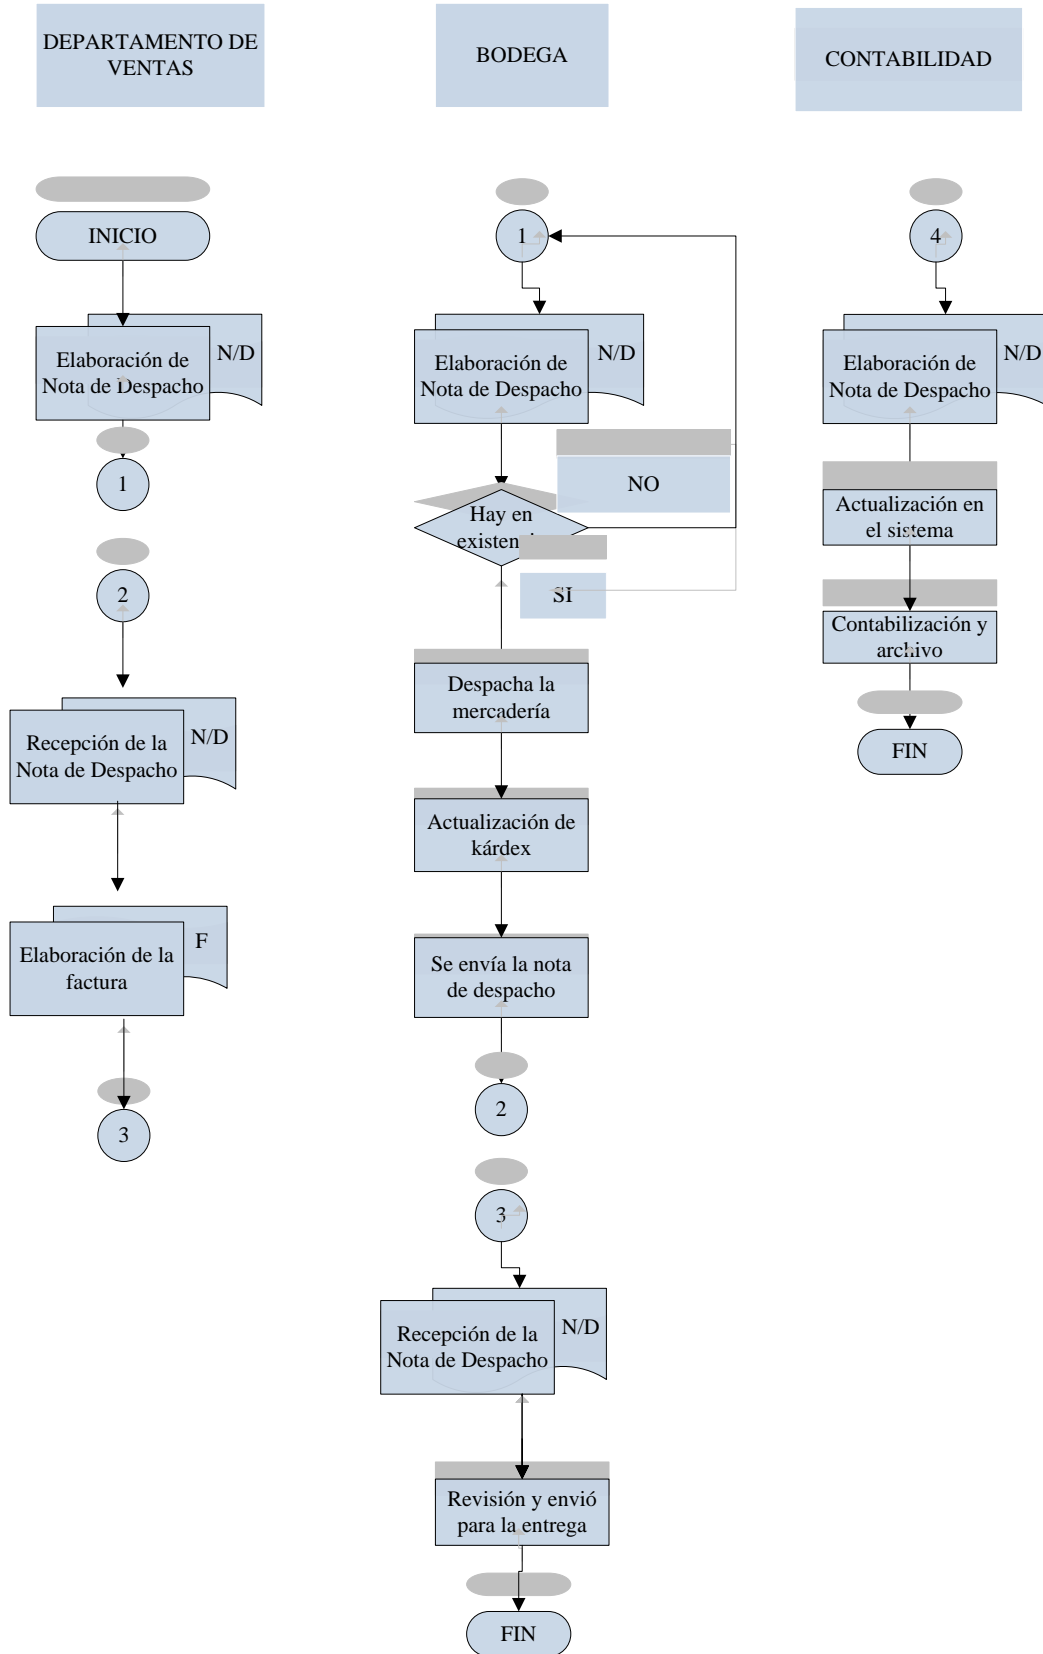 DEPARTAMENTO DE
VENTAS
INICIO
Elaboración de
Nota de Despacho
N/D
1
2
Recepción de la
Nota de Despacho
N/D
Elaboración de la
factura
F
3
BODEGA
1
Elaboración de
Nota de Despacho
N/D
NO
Hay en
SI
Despacha la
mercadería
Actualización de
kárdex
Se envía la nota
de despacho
2
3
Recepción de la
Nota de Despacho
N/D
Revisión y envió
para la entrega
FIN
CONTABILIDAD
4
Elaboración de
Nota de Despacho
N/D
Actualización en
el sistema
Contabilización y
archivo
FIN